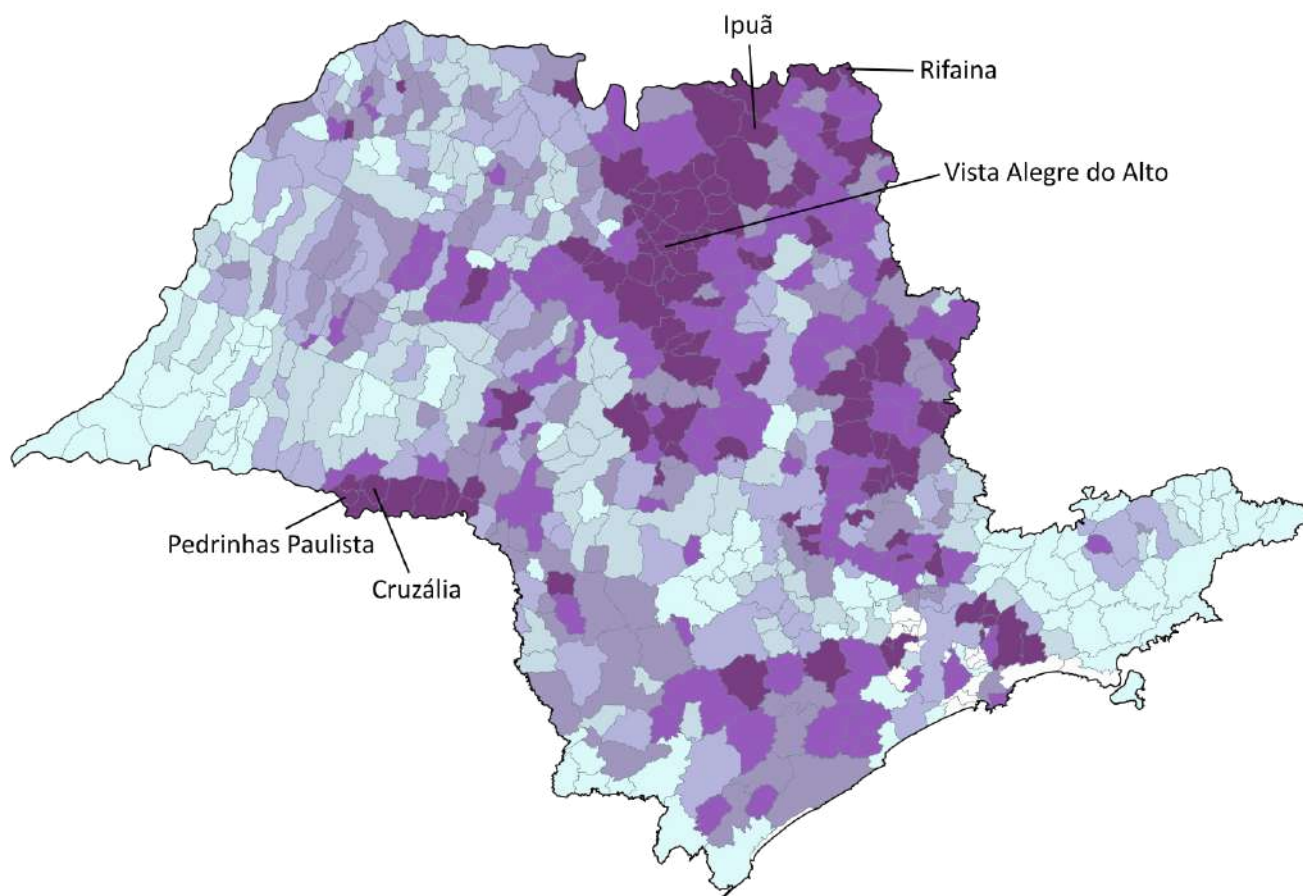 Ipuã
Rifaina
Vista Alegre do Alto
Pedrinhas Paulista
Cruzália